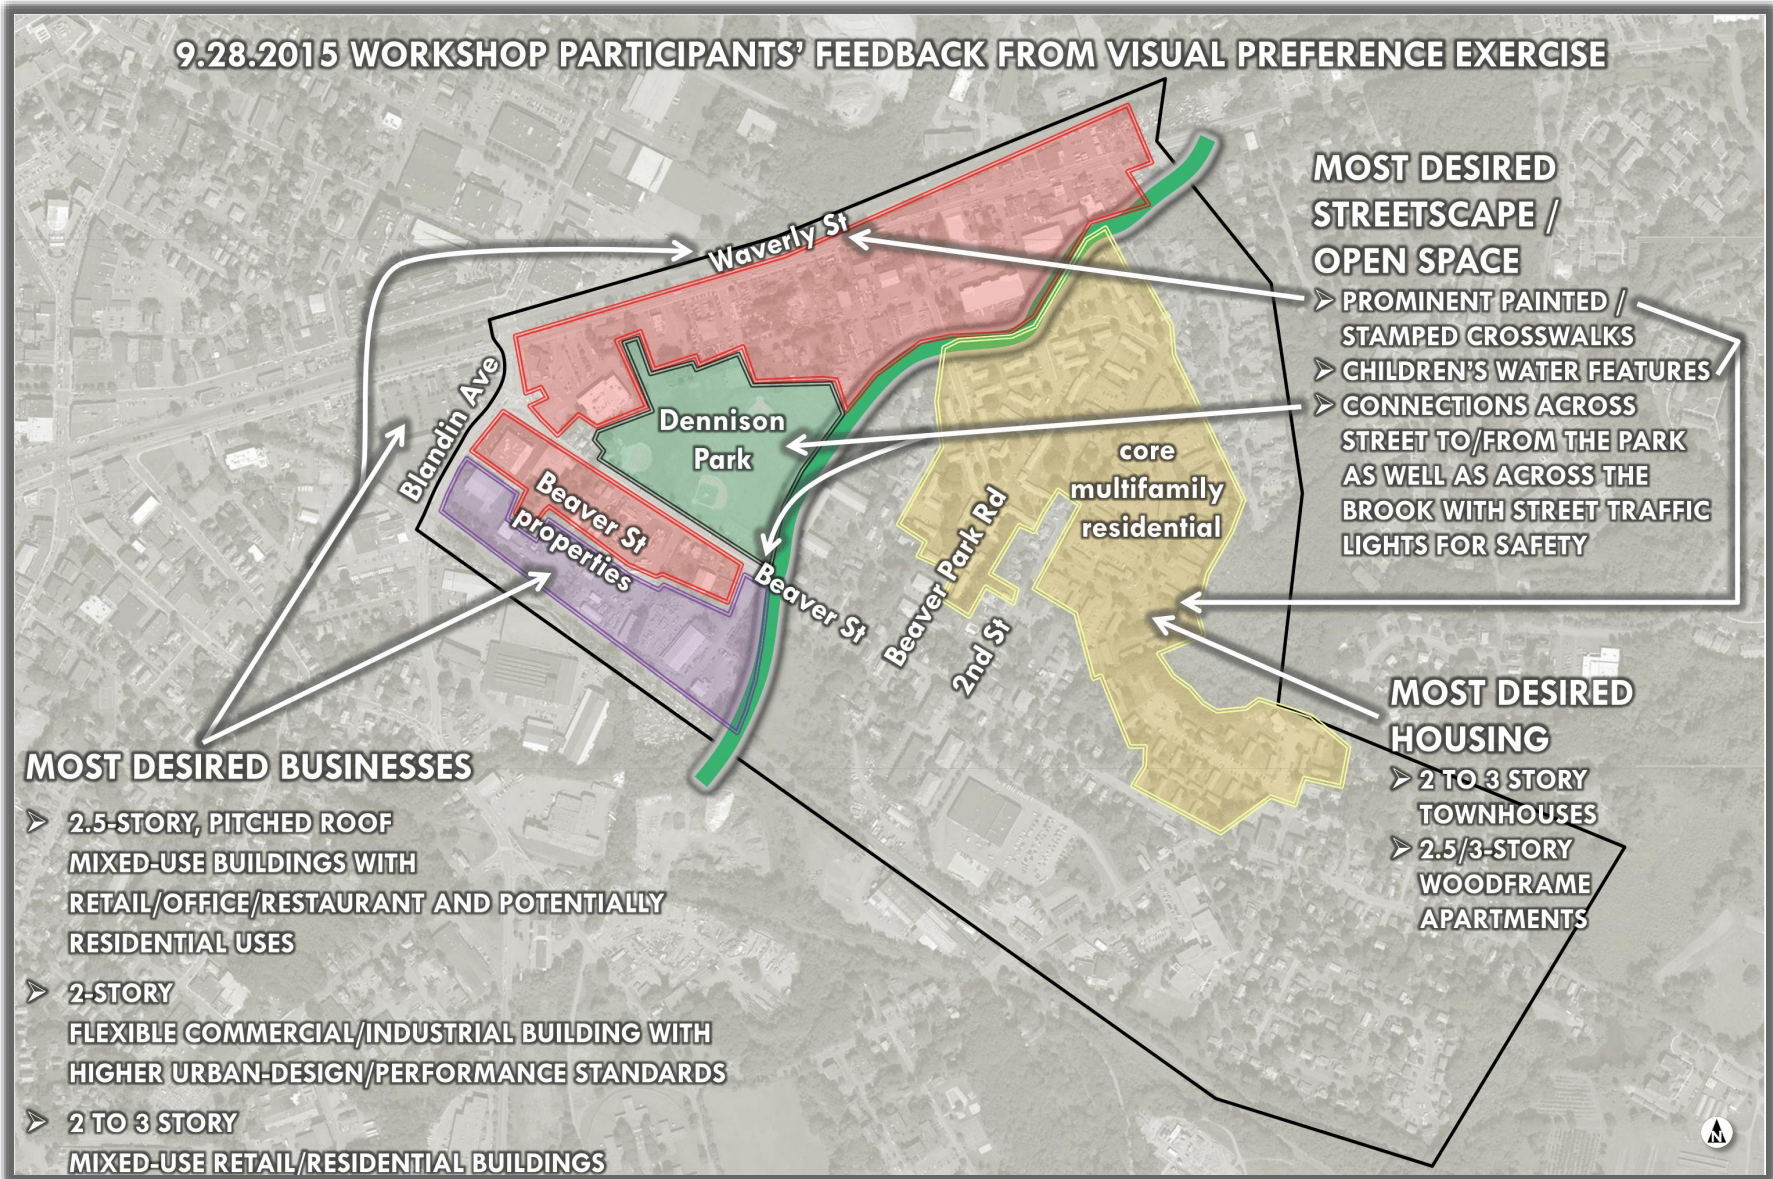 9.28.2015 WORKSHOP PARTICIPANTS' FEEDBACK FROM VISUAL PREFERENCE EXERCISE
MOST DESIRED
STREETSCAPE /
OPEN SPACE
➢ PROMINENT PAINTED /
STAMPED CROSSWALKS
➢ CHILDREN'S WATER FEATURES
➢ CONNECTIONS ACROSS
STREET TO/FROM THE PARK
AS WELL AS ACROSS THE
BROOK WITH STREET TRAFFIC
LIGHTS FOR SAFETY
Waverly St
Blandin Ave
Dennison
Park
core
multifamily
residential
Beaver St
properties
Beaver St
Beaver Park Rd
2nd St
MOST DESIRED
HOUSING
➢ 2 TO 3 STORY
TOWNHOUSES
➢ 2.5/3-STORY
WOODFRAME
APARTMENTS
MOST DESIRED BUSINESSES
➢ 2.5-STORY, PITCHED ROOF
MIXED-USE BUILDINGS WITH
RETAIL/OFFICE/RESTAURANT AND POTENTIALLY
RESIDENTIAL USES
➢ 2-STORY
FLEXIBLE COMMERCIAL/INDUSTRIAL BUILDING WITH
HIGHER URBAN-DESIGN/PERFORMANCE STANDARDS
➢ 2 TO 3 STORY
MIXED-USE RETAIL/RESIDENTIAL BUILDINGS
N